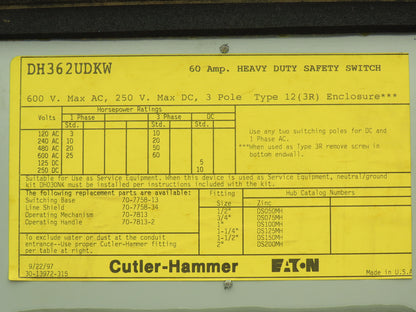 DH362UDKW 60 Amp. HEAVY DUTY SAFETY SWITCH
600 V. Max AC, 250 V. Max DC, 3 Pole Type 12(3R) Enclosure***
Horsepower Ratings
Volts 1 Phase 3 Phase DC
Std. Std.
120 AC 3 10
240 AC 10 20
480 AC 20 50
600 AC 25 60
125 DC 5
250 DC 10
Use any two switching poles for DC and
1 Phase AC.
***When used as Type 3R remove screw in
bottom endwall.
Suitable for Use as Service Equipment. When this device is used as Service Equipment, neutral/ground
kit must be installed per instructions included with the kit.
The following replacement parts are available:
Switching Base 70-7758-13
Line Shield 70-7758-34
Operating Mechanism 70-7813
Operating Handle 70-7813-2
To exclude water or dust at the conduit
entrance--Use proper Cutler-Hammer fitting
per table at right.
Fitting Hub Catalog Numbers
Size Zinc
1/2" DS050MH
3/4" DS075MH
1" DS100MH
1-1/4" DS125MH
1-1/2" DS150MH
2" DS200MH
9/22/97
30-13972-315
Cutler-Hammer EATON
Made in U.S.A